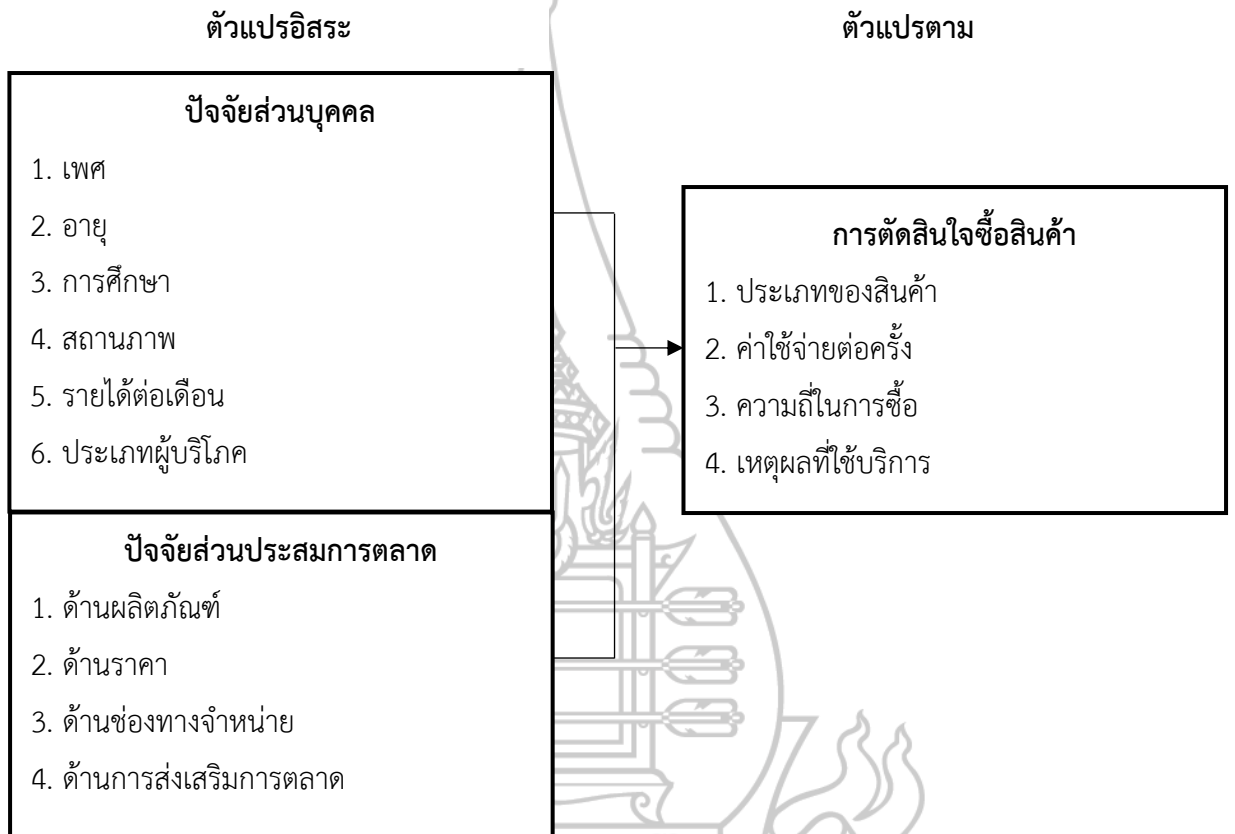 ตัวแปรอิสระ
ตัวแปรตาม
ปัจจัยส่วนบุคคล
1. เพศ
2. อายุ
3. การศึกษา
4. สถานภาพ
5. รายได้ต่อเดือน
6. ประเภทผู้บริโภค
ปัจจัยส่วนประสมการตลาด
1. ด้านผลิตภัณฑ์
2. ด้านราคา
3. ด้านช่องทางจำหน่าย
4. ด้านการส่งเสริมการตลาด
การตัดสินใจซื้อสินค้า
1. ประเภทของสินค้า
2. ค่าใช้จ่ายต่อครั้ง
3. ความถี่ในการซื้อ
4. เหตุผลที่ใช้บริการ